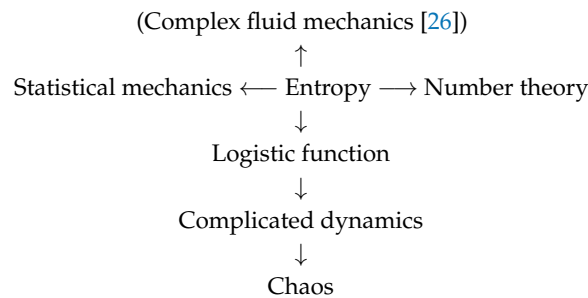 (Complex fluid mechanics [26])
↑
Statistical mechanics ⟵ Entropy ⟶ Number theory
↓
Logistic function
↓
Complicated dynamics
↓
Chaos